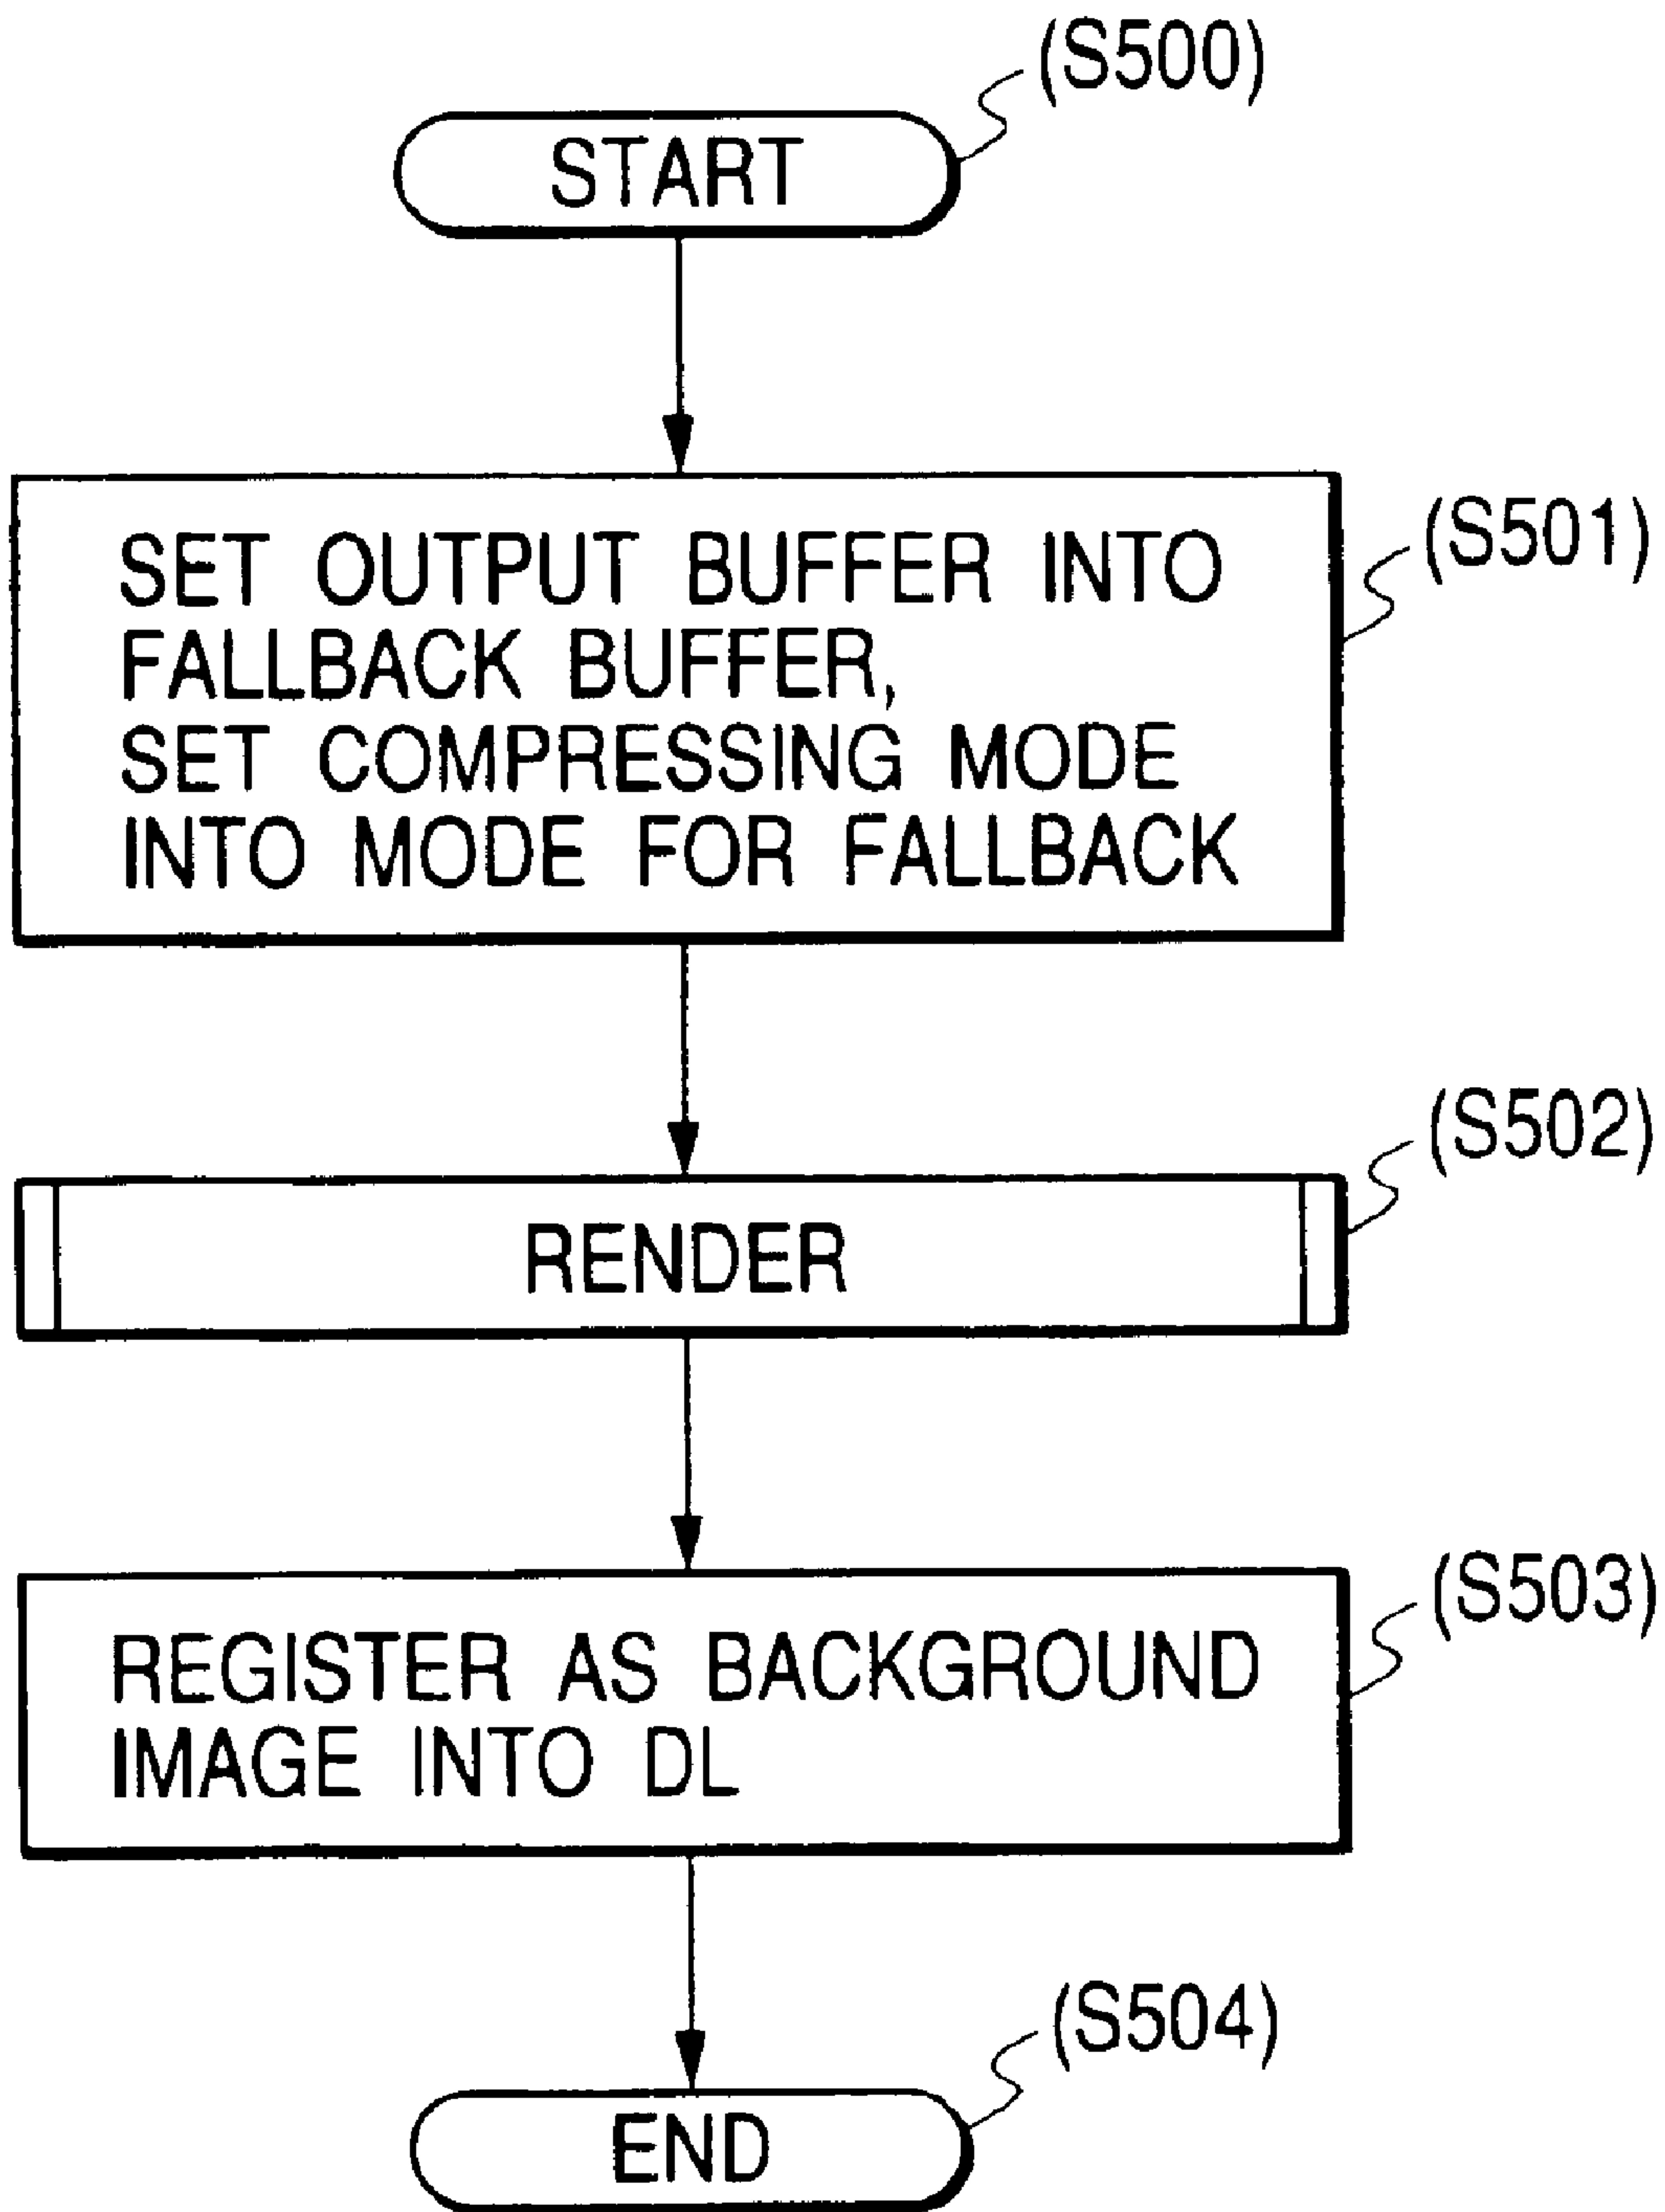 (S500)
START
SET OUTPUT BUFFER INTO
FALLBACK BUFFER,
SET COMPRESSING MODE
INTO MODE FOR FALLBACK
(S501)
RENDER
(S502)
REGISTER AS BACKGROUND
IMAGE INTO DL
(S503)
(S504)
END